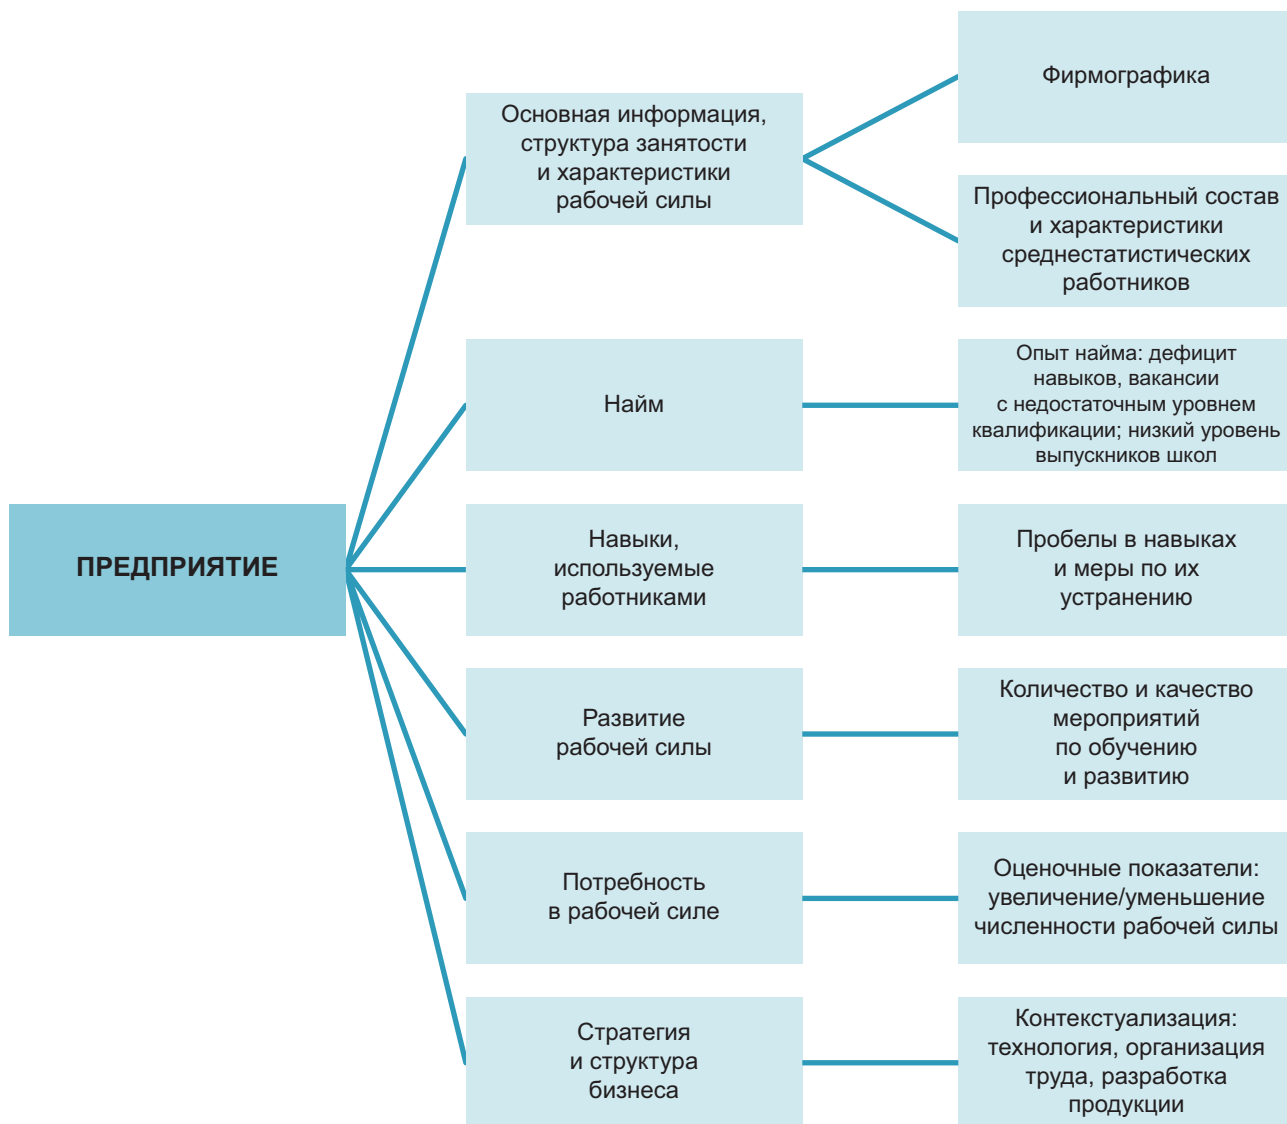 ПРЕДПРИЯТИЕ
Основная информация,
структура занятости
и характеристики
рабочей силы
Фирмографика
Профессиональный состав
и характеристики
среднестатистических
работников
Найм
Опыт найма: дефицит
навыков, вакансии
с недостаточным уровнем
квалификации; низкий уровень
выпускников школ
Навыки,
используемые
работниками
Пробелы в навыках
и меры по их
устранению
Развитие
рабочей силы
Количество и качество
мероприятий
по обучению
и развитию
Потребность
в рабочей силе
Оценочные показатели:
увеличение/уменьшение
численности рабочей силы
Стратегия
и структура
бизнеса
Контекстуализация:
технология, организация
труда, разработка
продукции